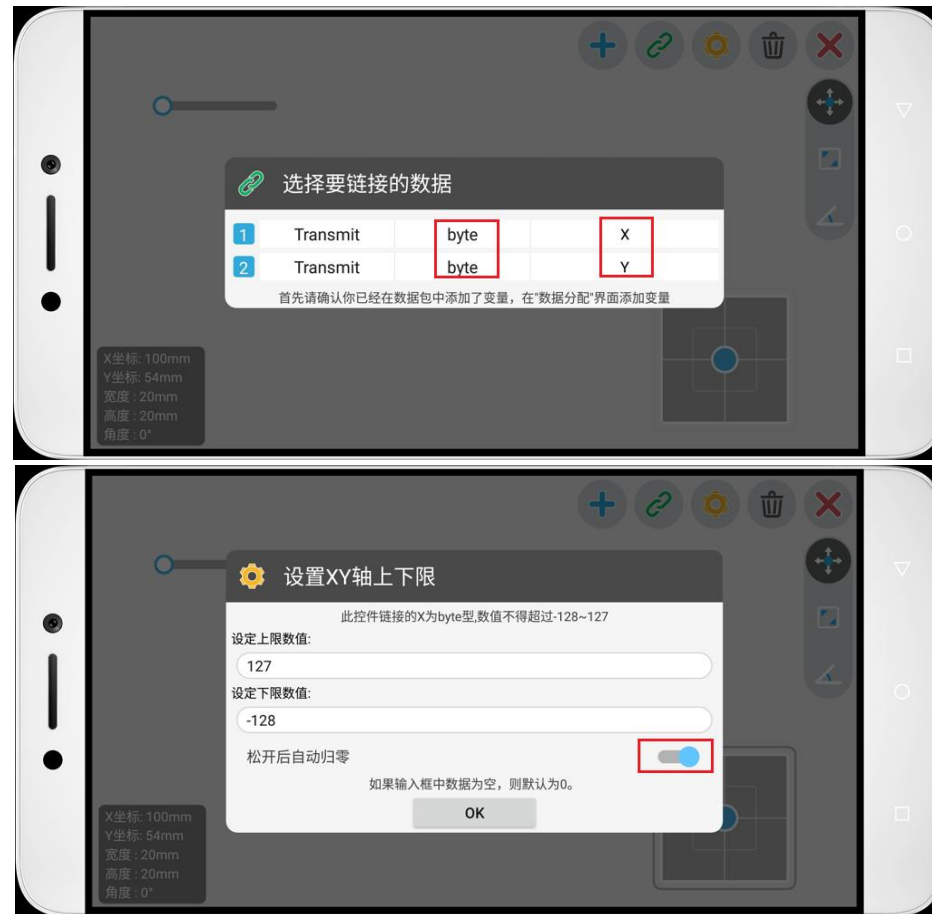 选择要链接的数据
1 Transmit byte X
2 Transmit byte Y
首先请确认你已经在数据包中添加了变量，在"数据分配"界面添加变量
X坐标: 100mm
Y坐标: 54mm
宽度 : 20mm
高度 : 20mm
角度 : 0°
设置XY轴上下限
此控件链接的X为byte型,数值不得超过-128~127
设定上限数值:
127
设定下限数值:
-128
松开后自动归零
如果输入框中数据为空，则默认为0。
OK
X坐标: 100mm
Y坐标: 54mm
宽度 : 20mm
高度 : 20mm
角度 : 0°